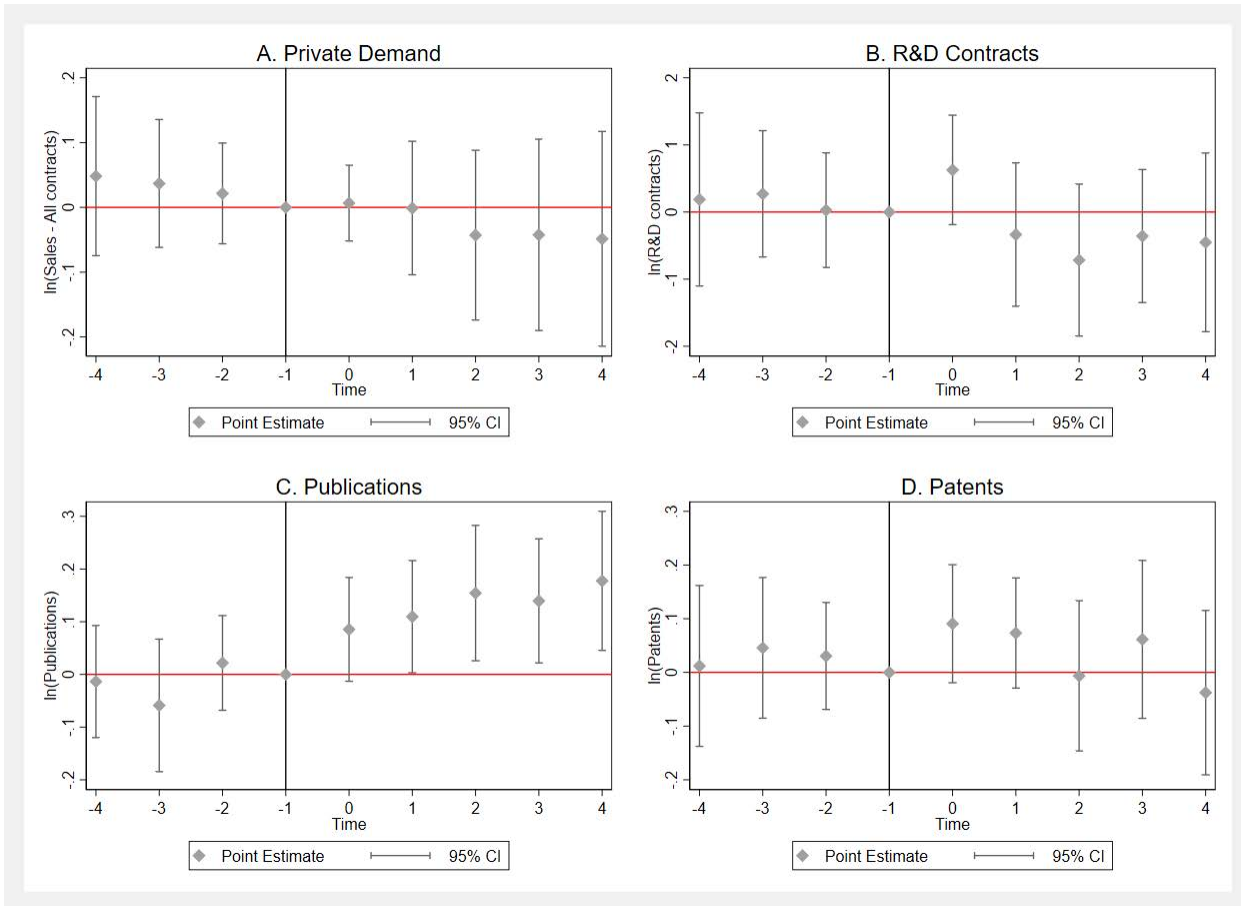 A. Private Demand
ln(Sales - All contracts)
.2
.1
0
-.1
-.2
-4 -3 -2 -1 0 1 2 3 4
Time
Point Estimate 95% CI
B. R&D Contracts
ln(R&D contracts)
2
1
0
-1
-2
-4 -3 -2 -1 0 1 2 3 4
Time
Point Estimate 95% CI
C. Publications
ln(Publications)
.3
.2
.1
0
-.1
-.2
-4 -3 -2 -1 0 1 2 3 4
Time
Point Estimate 95% CI
D. Patents
ln(Patents)
.3
.2
.1
0
-.1
-.2
-4 -3 -2 -1 0 1 2 3 4
Time
Point Estimate 95% CI